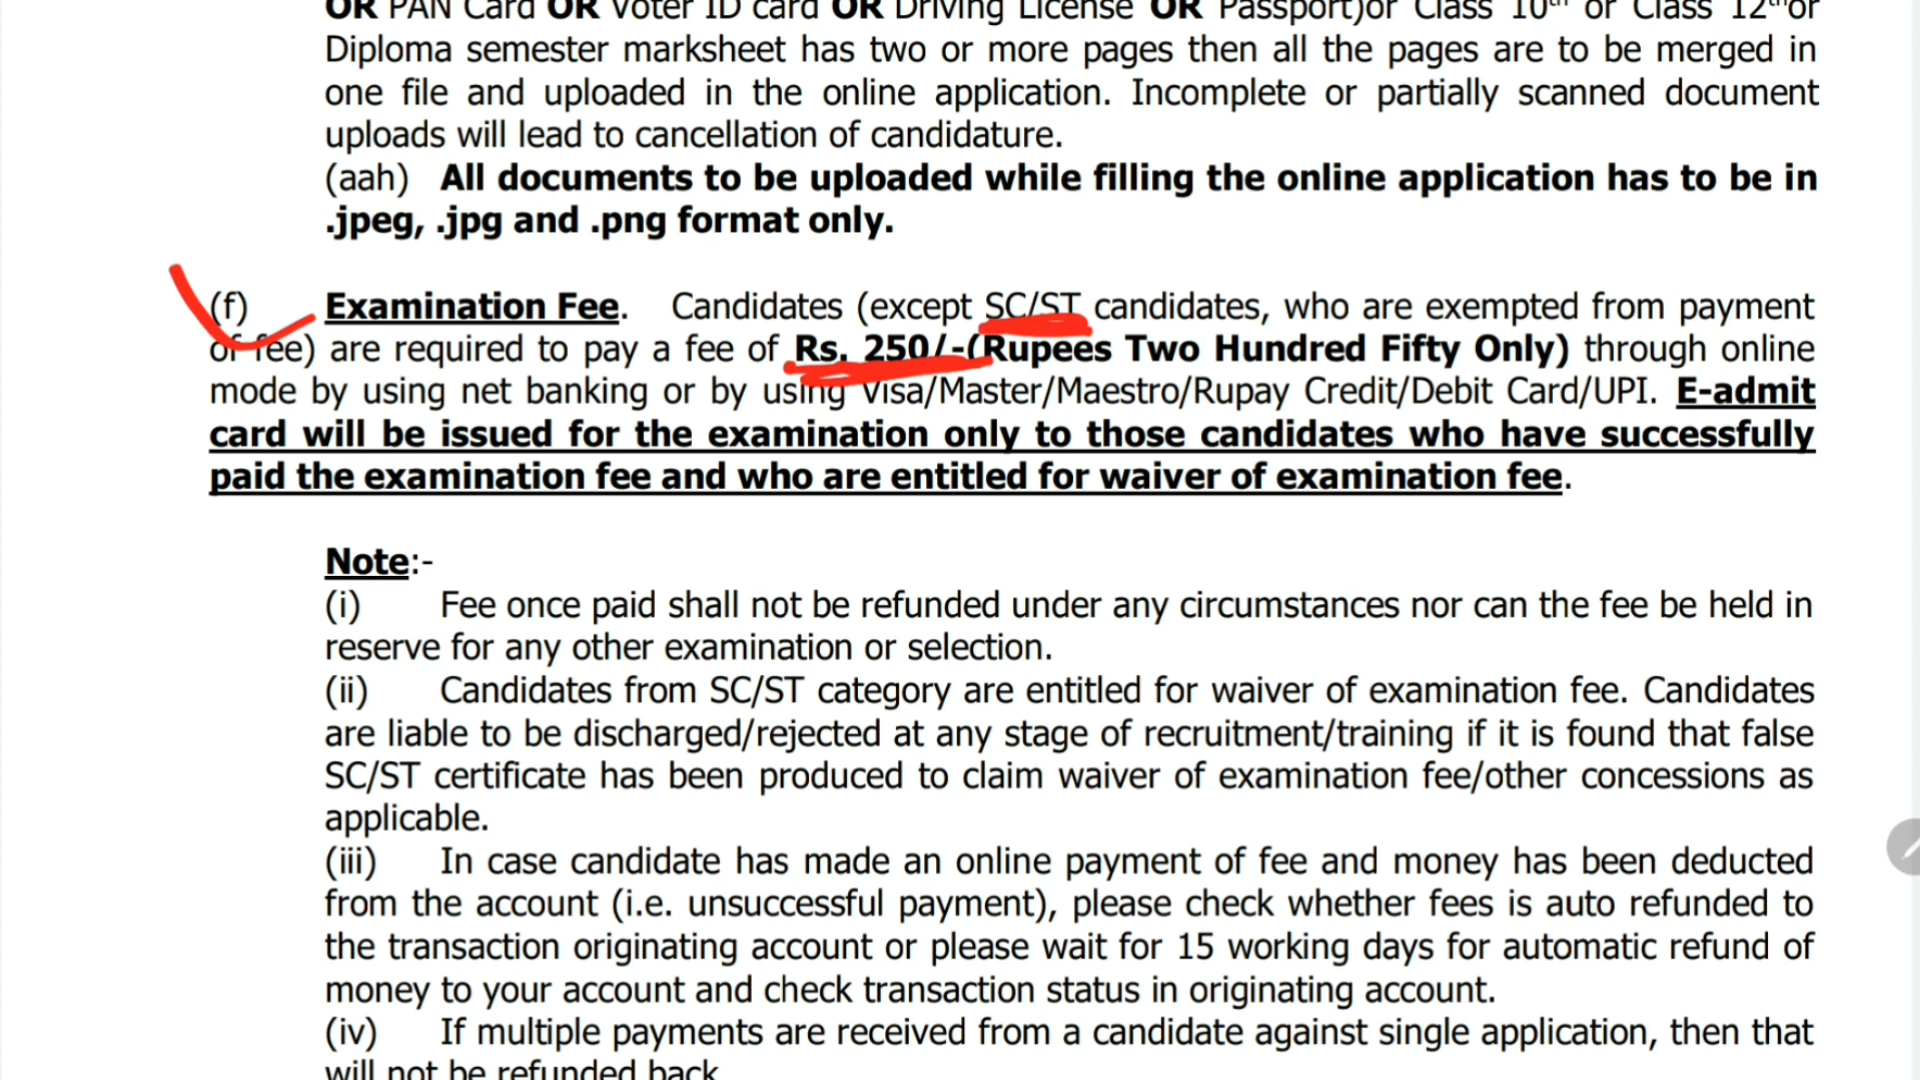 OR PAN Card OR Voter ID card OR Driving License OR Passport)or Class 10th or Class 12thor
Diploma semester marksheet has two or more pages then all the pages are to be merged in
one file and uploaded in the online application. Incomplete or partially scanned document
uploads will lead to cancellation of candidature.
(aah) All documents to be uploaded while filling the online application has to be in
.jpeg, .jpg and .png format only.
(f) Examination Fee. Candidates (except SC/ST candidates, who are exempted from payment
of fee) are required to pay a fee of Rs. 250/-(Rupees Two Hundred Fifty Only) through online
mode by using net banking or by using Visa/Master/Maestro/Rupay Credit/Debit Card/UPI. E-admit
card will be issued for the examination only to those candidates who have successfully
paid the examination fee and who are entitled for waiver of examination fee.
Note:-
(i) Fee once paid shall not be refunded under any circumstances nor can the fee be held in
reserve for any other examination or selection.
(ii) Candidates from SC/ST category are entitled for waiver of examination fee. Candidates
are liable to be discharged/rejected at any stage of recruitment/training if it is found that false
SC/ST certificate has been produced to claim waiver of examination fee/other concessions as
applicable.
(iii) In case candidate has made an online payment of fee and money has been deducted
from the account (i.e. unsuccessful payment), please check whether fees is auto refunded to
the transaction originating account or please wait for 15 working days for automatic refund of
money to your account and check transaction status in originating account.
(iv) If multiple payments are received from a candidate against single application, then that
will not be refunded back